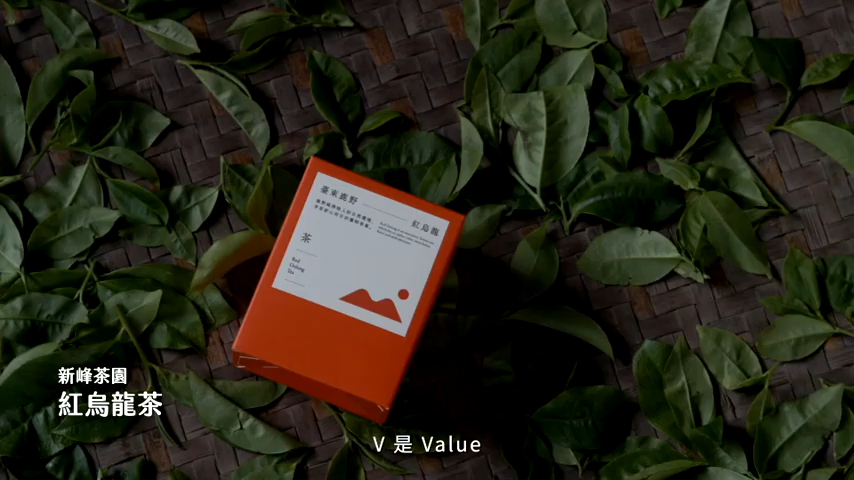 臺東鹿野
紅烏龍
茶
Red
Oolong
Tea
新峰茶園
紅烏龍茶
V 是 Value